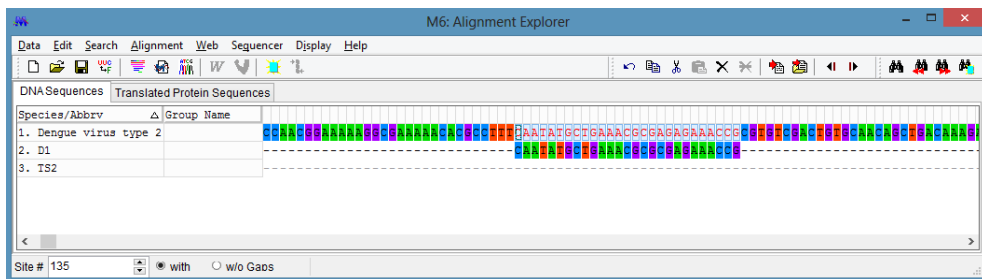 M6: Alignment Explorer
Data Edit Search Alignment Web Sequencer Display Help
W
DNA Sequences Translated Protein Sequences
Species/Abbrv Group Name
1. Dengue virus type 2 CCAACGGAAAAAGGCGAAAAACACGCCTTTCAATATGCTGAAACGCGAGAGAAACCGCGTGTCGACTGTGCAACAGCTGACAAAGA
2. D1 ------------------------------CAATATGCTGAAACGCGCGAGAAACCG-----------------------------
3. TS2 --------------------------------------------------------------------------------------
Site # 135 with w/o Gaps